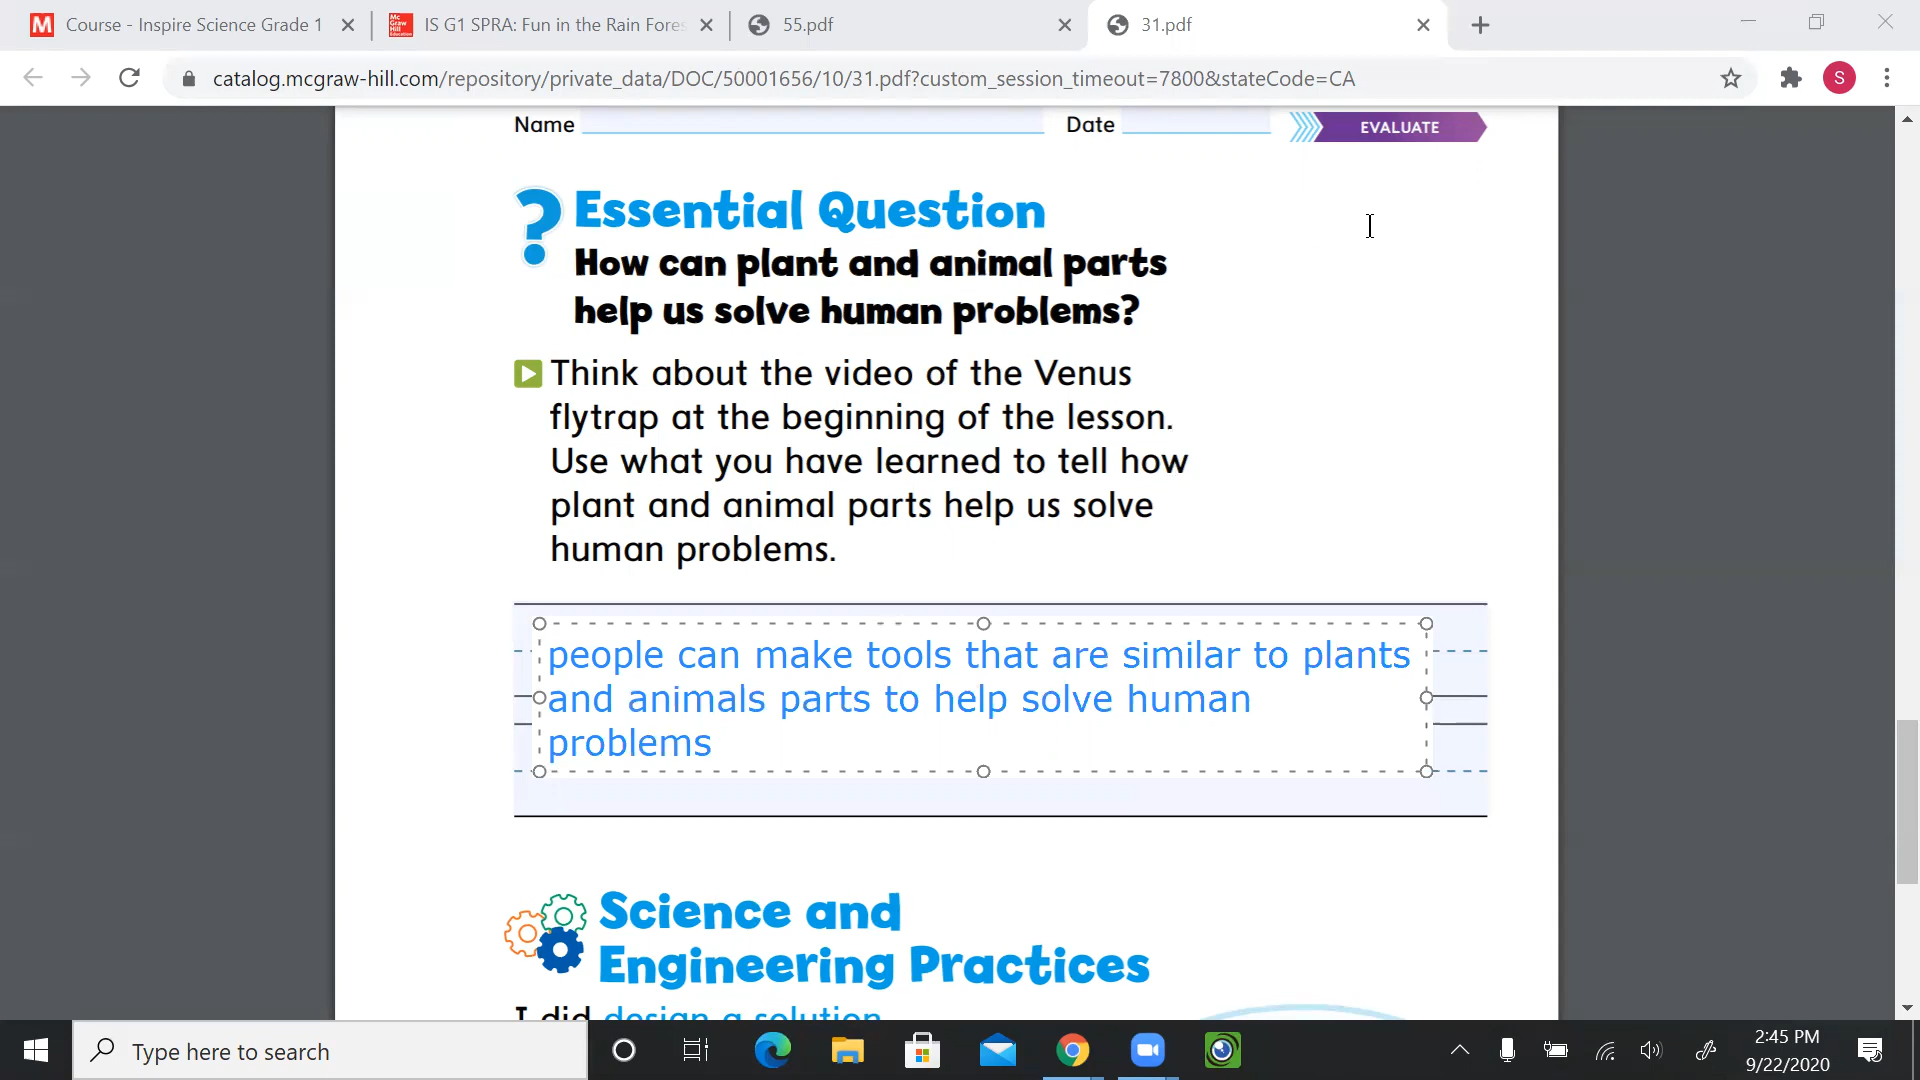 Course - Inspire Science Grade 1
IS G1 SPRA: Fun in the Rain Fores
55.pdf
31.pdf
catalog.mcgraw-hill.com/repository/private_data/DOC/50001656/10/31.pdf?custom_session_timeout=7800&stateCode=CA
S
Name
Date
EVALUATE
Essential Question
How can plant and animal parts
help us solve human problems?
Think about the video of the Venus
flytrap at the beginning of the lesson.
Use what you have learned to tell how
plant and animal parts help us solve
human problems.
people can make tools that are similar to plants
and animals parts to help solve human
problems
Science and
Engineering Practices
I did design a solution
Type here to search
2:45 PM
9/22/2020